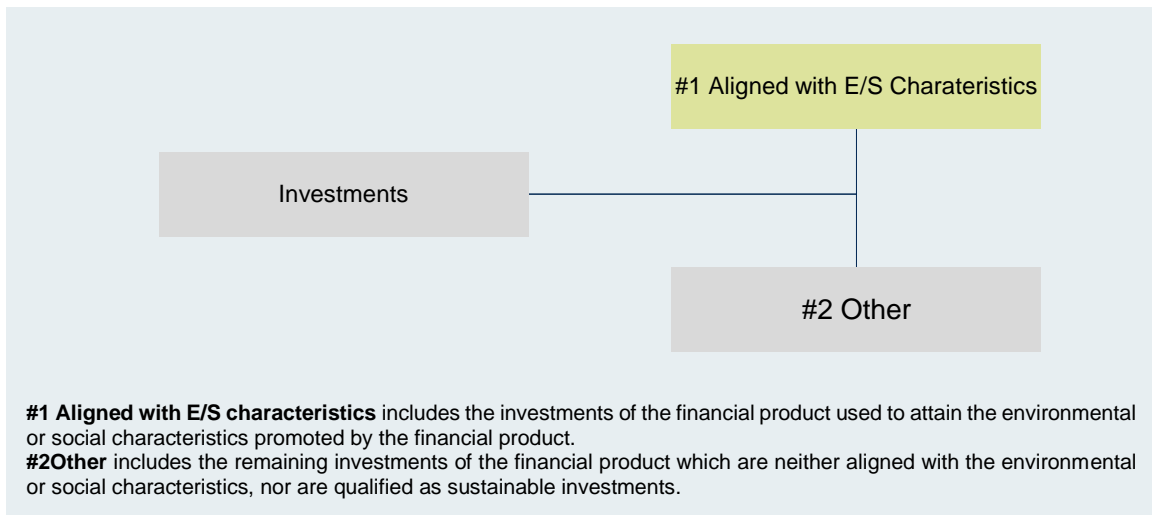 #1 Aligned with E/S Charateristics
Investments
#2 Other
#1 Aligned with E/S characteristics includes the investments of the financial product used to attain the environmental
or social characteristics promoted by the financial product.
#2Other includes the remaining investments of the financial product which are neither aligned with the environmental
or social characteristics, nor are qualified as sustainable investments.